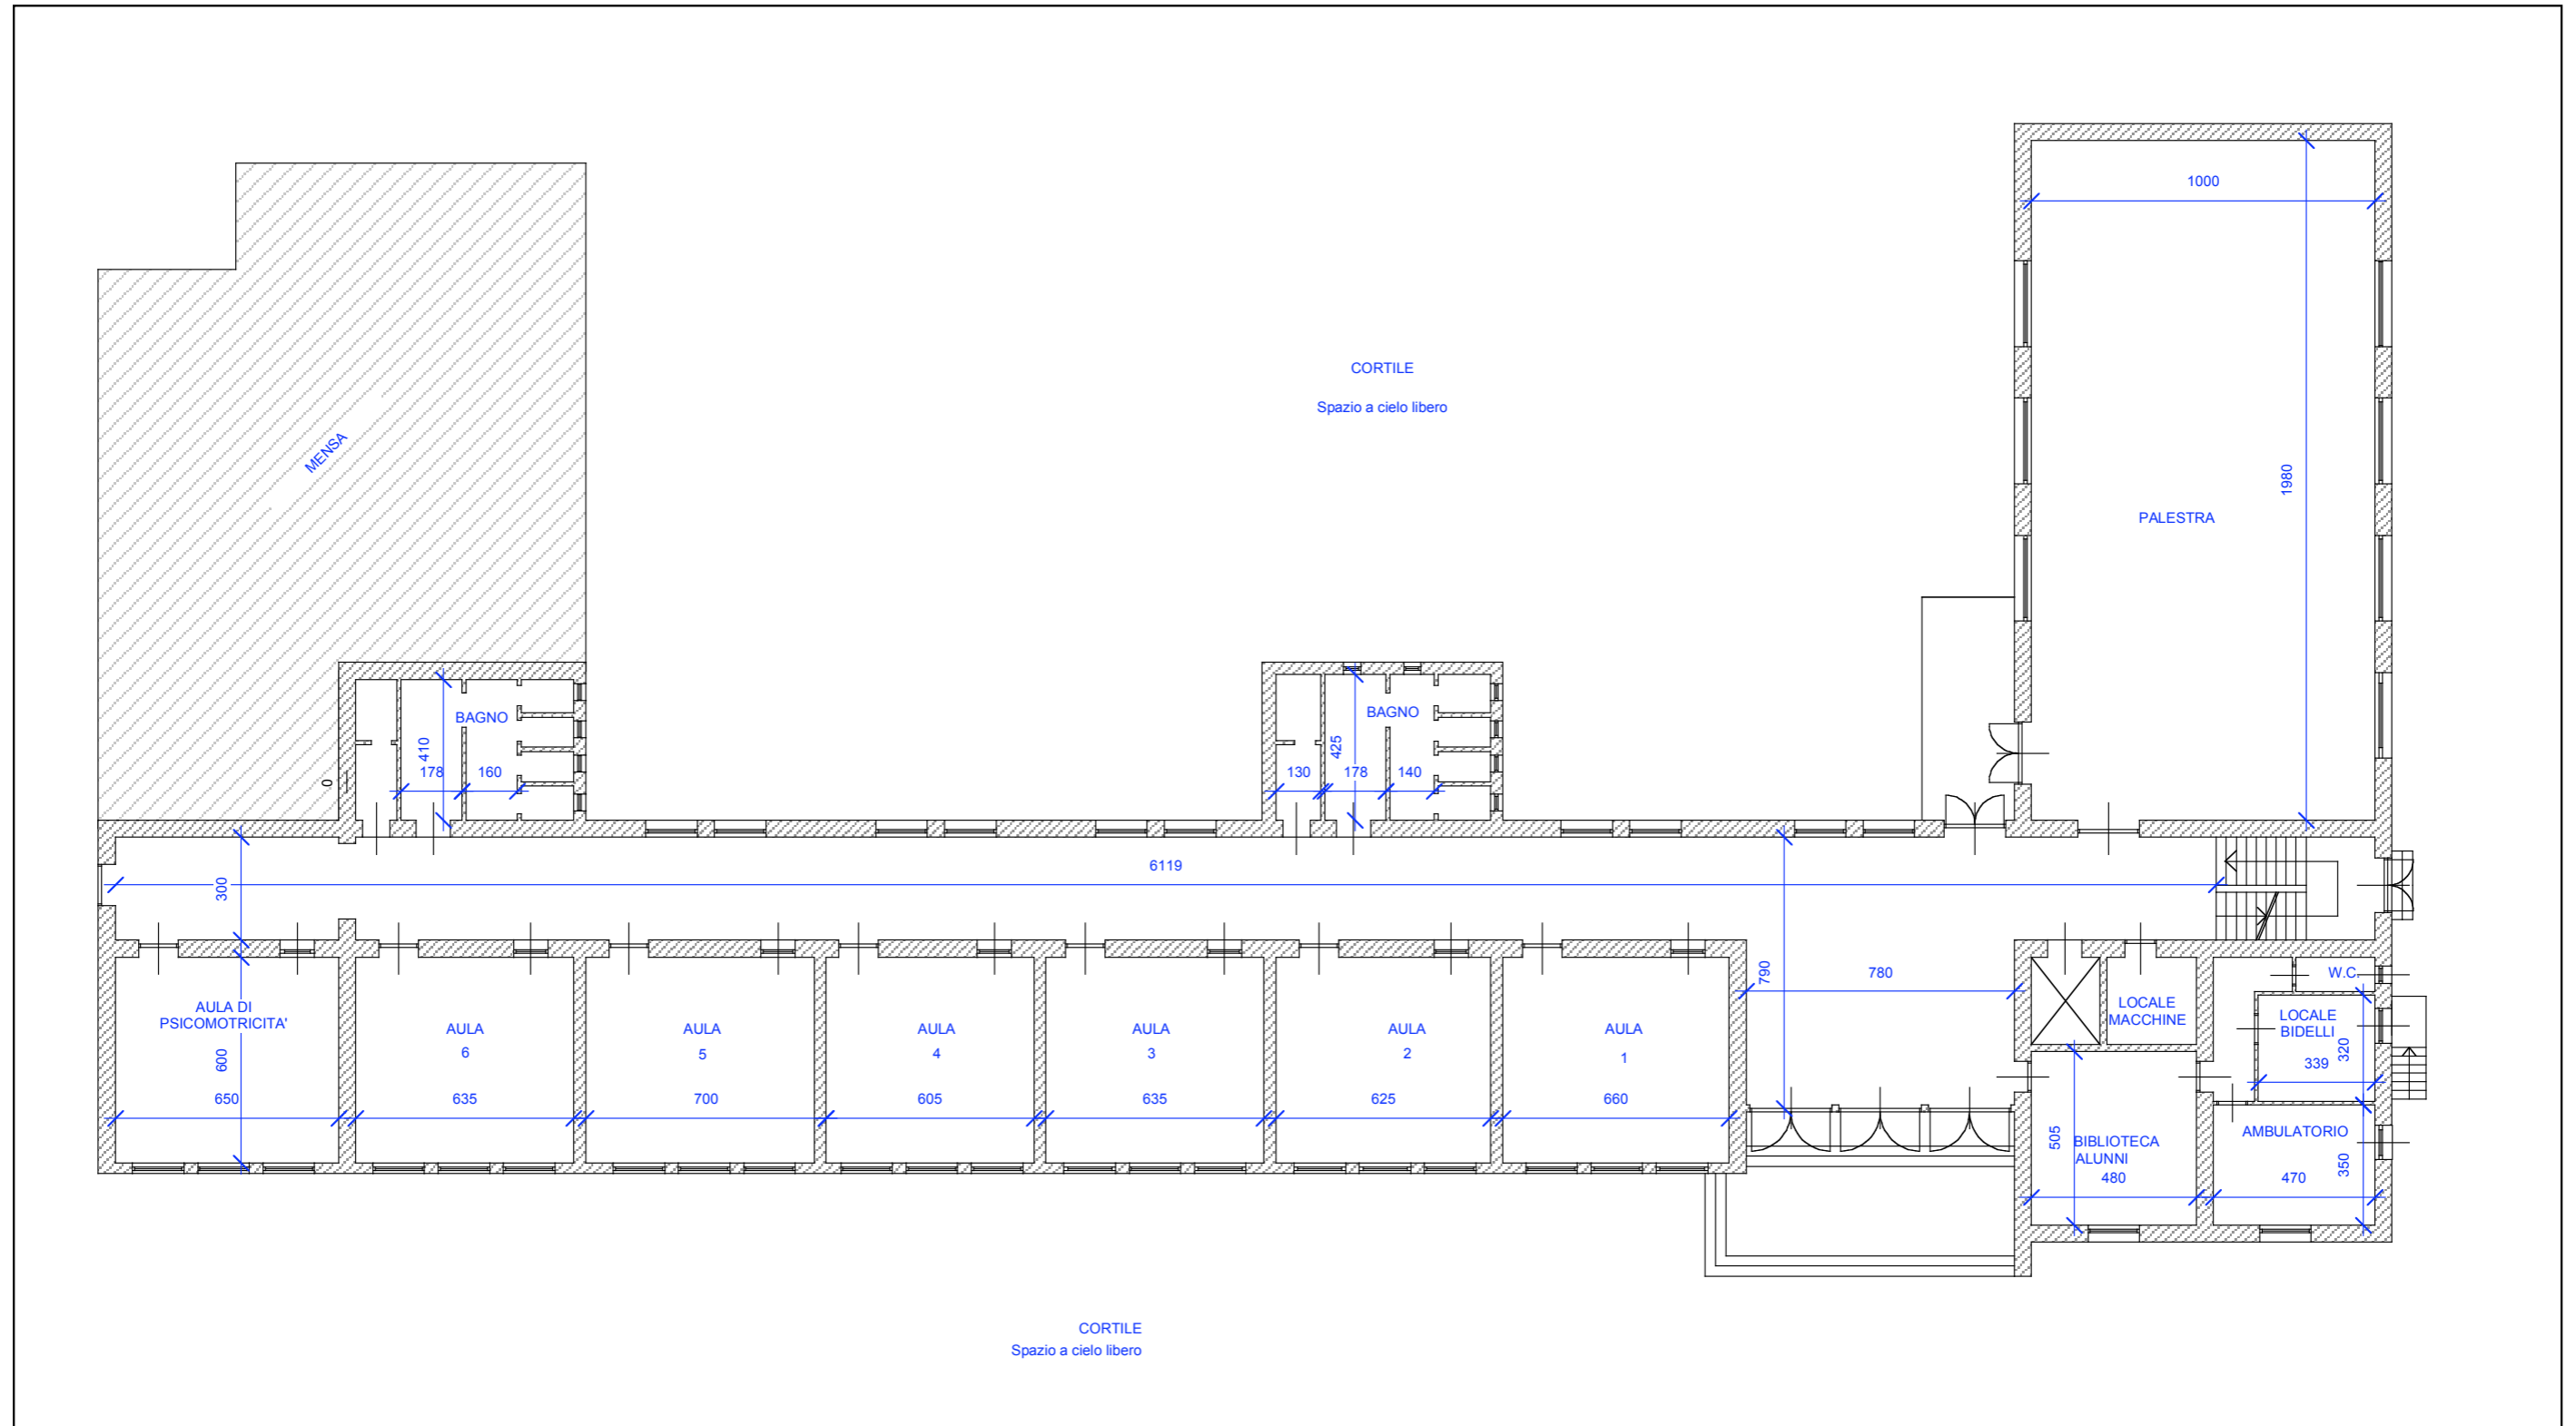 1000
CORTILE
Spazio a cielo libero
MENSA
1980
PALESTRA
BAGNO
410
178
160
0
BAGNO
425
130
178
140
6119
300
790
780
W.C.
AULA DI
PSICOMOTRICITA'
600
650
AULA
6
635
AULA
5
700
AULA
4
605
AULA
3
635
AULA
2
625
AULA
1
660
LOCALE
MACCHINE
LOCALE
BIDELLI
320
339
505
BIBLIOTECA
ALUNNI
480
AMBULATORIO
350
470
CORTILE
Spazio a cielo libero